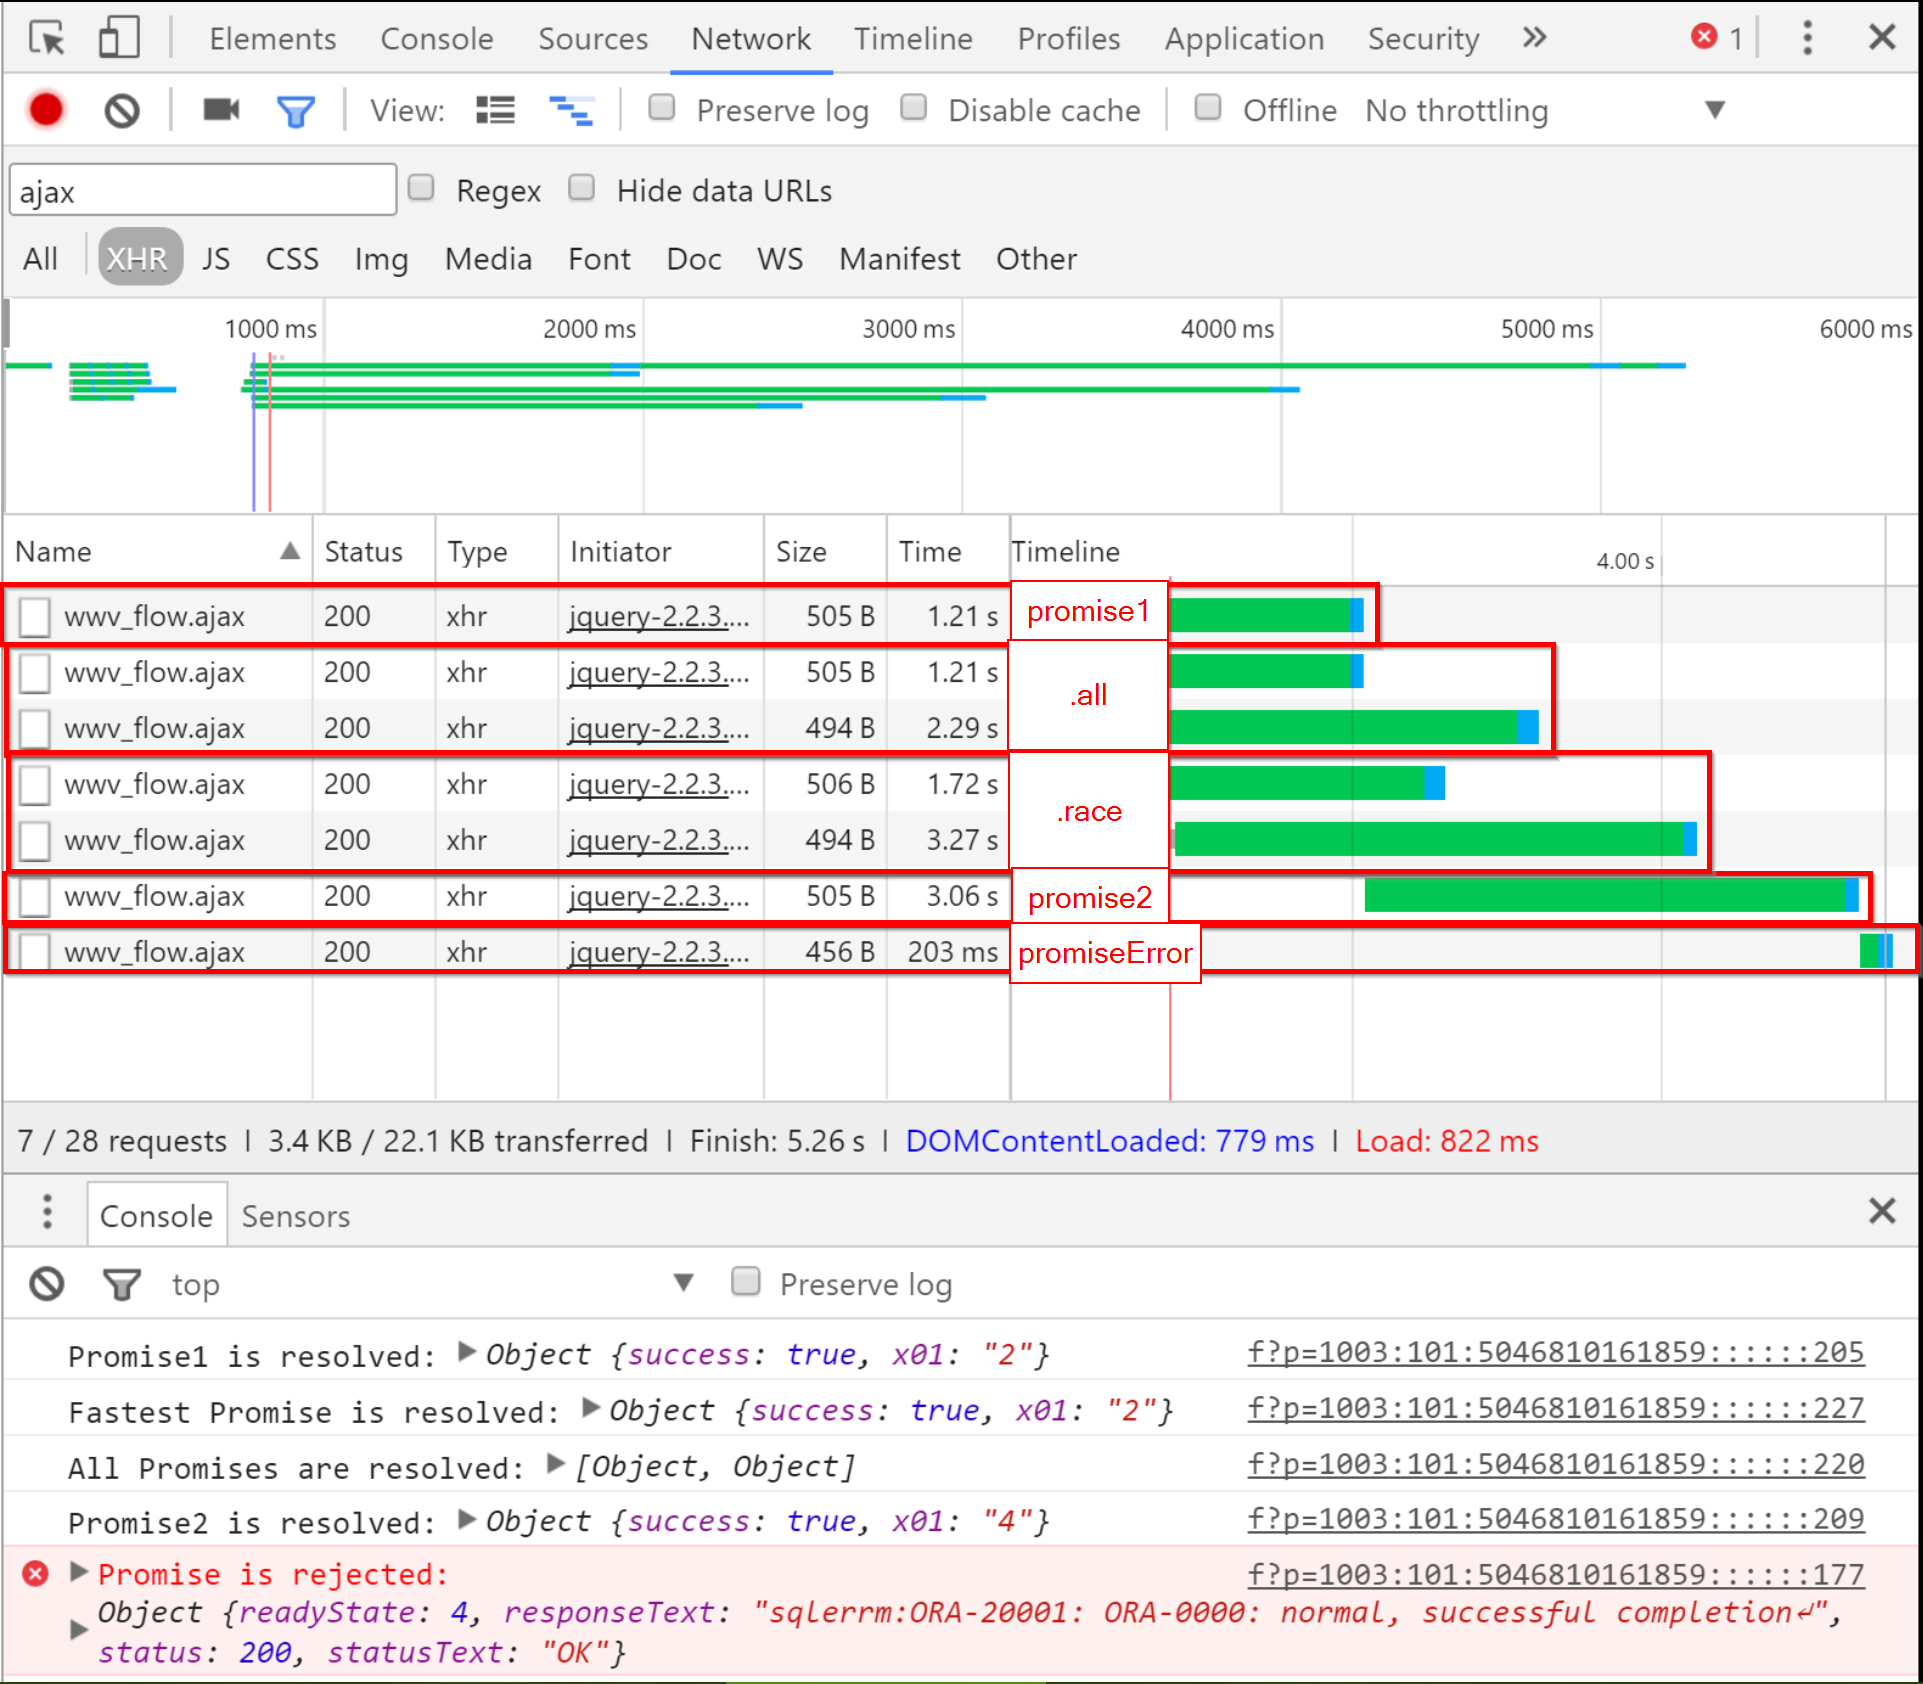 Elements Console Sources Network Timeline Profiles Application Security » 1
View: Preserve log Disable cache Offline No throttling
ajax Regex Hide data URLs
All XHR JS CSS Img Media Font Doc WS Manifest Other
1000 ms 2000 ms 3000 ms 4000 ms 5000 ms 6000 ms
Name Status Type Initiator Size Time Timeline 4.00 s
wwv_flow.ajax 200 xhr jquery-2.2.3.... 505 B 1.21 s promise1
wwv_flow.ajax 200 xhr jquery-2.2.3.... 505 B 1.21 s
.all
wwv_flow.ajax 200 xhr jquery-2.2.3.... 494 B 2.29 s
wwv_flow.ajax 200 xhr jquery-2.2.3.... 506 B 1.72 s
.race
wwv_flow.ajax 200 xhr jquery-2.2.3.... 494 B 3.27 s
wwv_flow.ajax 200 xhr jquery-2.2.3.... 505 B 3.06 s promise2
wwv_flow.ajax 200 xhr jquery-2.2.3.... 456 B 203 ms promiseError
7 / 28 requests | 3.4 KB / 22.1 KB transferred | Finish: 5.26 s | DOMContentLoaded: 779 ms | Load: 822 ms
Console Sensors
top Preserve log
Promise1 is resolved: ▶Object {success: true, x01: "2"} f?p=1003:101:5046810161859::::::205
Fastest Promise is resolved: ▶Object {success: true, x01: "2"} f?p=1003:101:5046810161859::::::227
All Promises are resolved: ▶[Object, Object] f?p=1003:101:5046810161859::::::220
Promise2 is resolved: ▶Object {success: true, x01: "4"} f?p=1003:101:5046810161859::::::209
▶Promise is rejected: f?p=1003:101:5046810161859::::::177
▶Object {readyState: 4, responseText: "sqlerrm:ORA-20001: ORA-0000: normal, successful completion↵",
status: 200, statusText: "OK"}